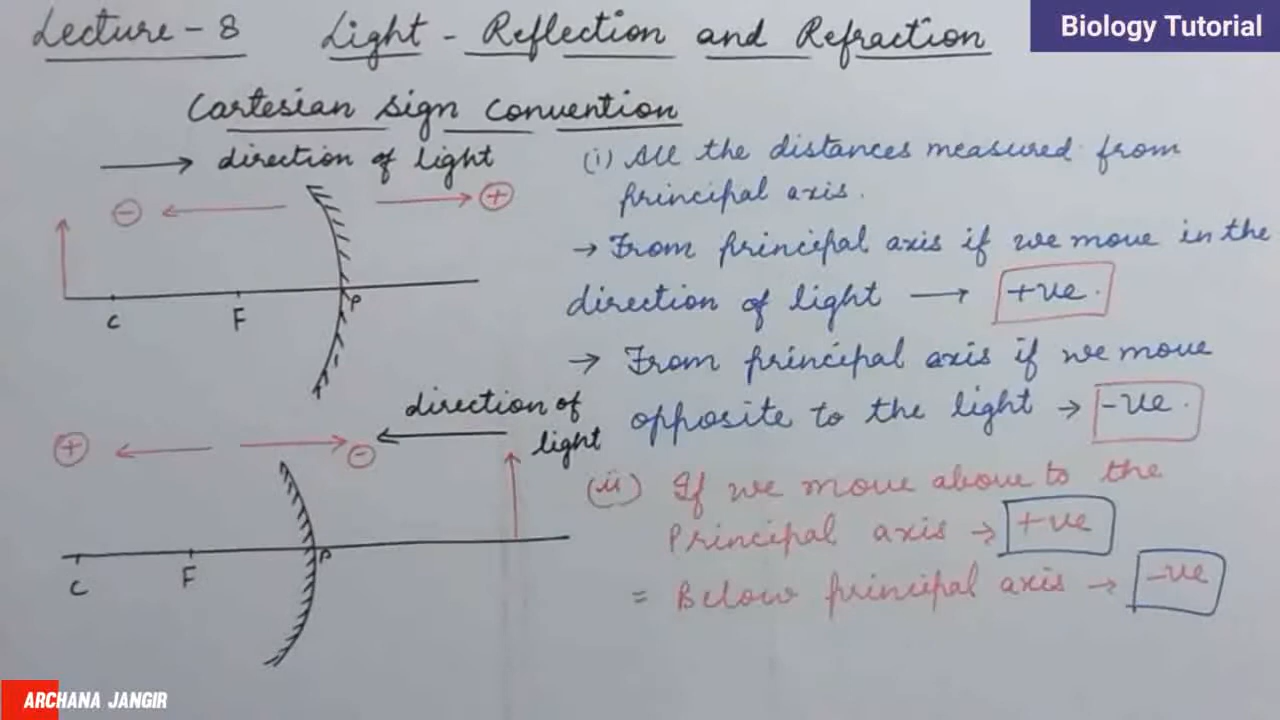 Lecture - 8 Light - Reflection and Refraction
Biology Tutorial
Cartesian sign convention
→ direction of light
⊖ ← → ⊕
C F P
direction of
light
⊕ ← → ⊖
C F P
(i) All the distances measured from
principal axis.
→ From principal axis if we move in the
direction of light → +ve.
→ From principal axis if we move
opposite to the light → -ve.
(ii) If we move above to the
Principal axis → +ve
= Below principal axis → -ve
ARCHANA JANGIR